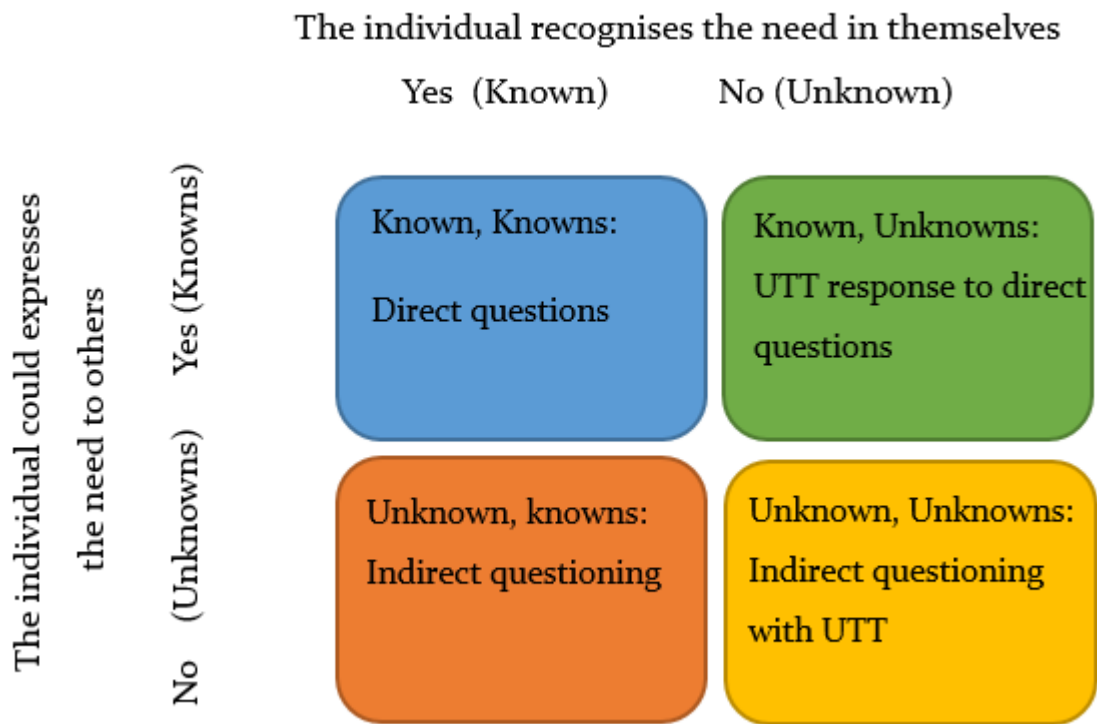 The individual recognises the need in themselves
Yes (Known)
No (Unknown)
The individual could expresses
the need to others
Yes (Knowns)
No (Unknowns)
Known, Knowns:
Direct questions
Known, Unknowns:
UTT response to direct
questions
Unknown, knowns:
Indirect questioning
Unknown, Unknowns:
Indirect questioning
with UTT